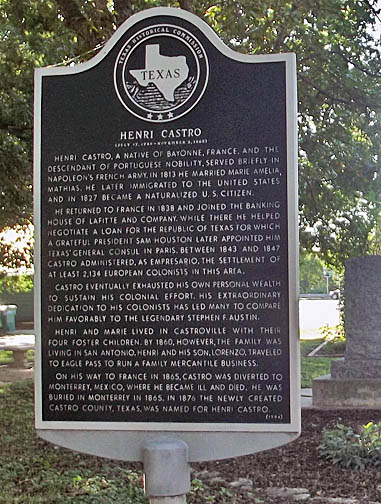 TEXAS HISTORICAL COMMISSION
TEXAS
HENRI CASTRO
HENRI CASTRO, A NATIVE OF BAYONNE, FRANCE, AND THE
DESCENDANT OF PORTUGUESE NOBILITY, SERVED BRIEFLY IN
NAPOLEON'S FRENCH ARMY. IN 1813 HE MARRIED MARIE AMELIA
MATHIAS. HE LATER IMMIGRATED TO THE UNITED STATES
AND IN 1827 BECAME A NATURALIZED U.S. CITIZEN.
HE RETURNED TO FRANCE IN 1838 AND JOINED THE BANKING
HOUSE OF LAFITTE AND COMPANY. WHILE THERE HE HELPED
NEGOTIATE A LOAN FOR THE REPUBLIC OF TEXAS FOR WHICH
A GRATEFUL PRESIDENT SAM HOUSTON LATER APPOINTED HIM
TEXAS' GENERAL CONSUL IN PARIS. BETWEEN 1843 AND 1847
CASTRO ADMINISTERED, AS EMPRESARIO, THE SETTLEMENT OF
AT LEAST 2,134 EUROPEAN COLONISTS IN THIS AREA.
CASTRO EVENTUALLY EXHAUSTED HIS OWN PERSONAL WEALTH
TO SUSTAIN HIS COLONIAL EFFORT. HIS EXTRAORDINARY
DEDICATION TO HIS COLONISTS HAS LED MANY TO COMPARE
HIM FAVORABLY TO THE LEGENDARY STEPHEN F. AUSTIN.
HENRI AND MARIE LIVED IN CASTROVILLE WITH THEIR
FOUR FOSTER CHILDREN. BY 1860, HOWEVER, THE FAMILY WAS
LIVING IN SAN ANTONIO. HENRI AND HIS SON, LORENZO, TRAVELED
TO EAGLE PASS TO RUN A FAMILY MERCANTILE BUSINESS.
ON HIS WAY TO FRANCE IN 1865, CASTRO WAS DIVERTED TO
MONTERREY, MEXICO, WHERE HE BECAME ILL AND DIED. HE WAS
BURIED IN MONTERREY IN 1865. IN 1876 THE NEWLY CREATED
CASTRO COUNTY, TEXAS, WAS NAMED FOR HENRI CASTRO.